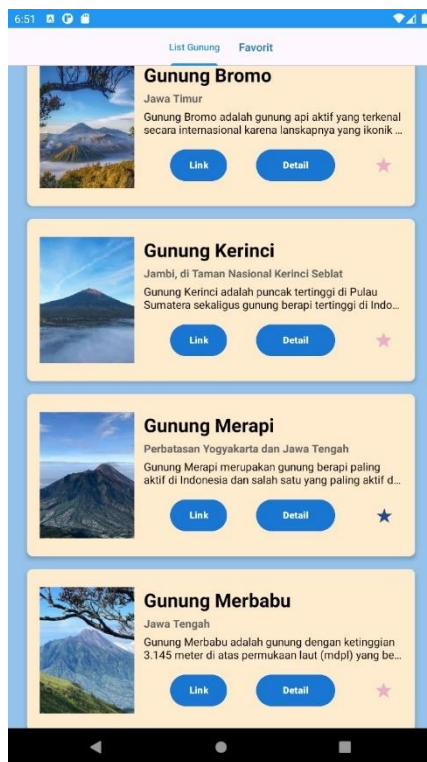 6:51
List Gunung Favorit
Gunung Bromo
Jawa Timur
Gunung Bromo adalah gunung api aktif yang terkenal
secara internasional karena lanskapnya yang ikonik ...
Link Detail
Gunung Kerinci
Jambi, di Taman Nasional Kerinci Seblat
Gunung Kerinci adalah puncak tertinggi di Pulau
Sumatera sekaligus gunung berapi tertinggi di Indo...
Link Detail
Gunung Merapi
Perbatasan Yogyakarta dan Jawa Tengah
Gunung Merapi merupakan gunung berapi paling
aktif di Indonesia dan salah satu yang paling aktif d...
Link Detail
Gunung Merbabu
Jawa Tengah
Gunung Merbabu adalah gunung dengan ketinggian
3.145 meter di atas permukaan laut (mdpl) yang be...
Link Detail